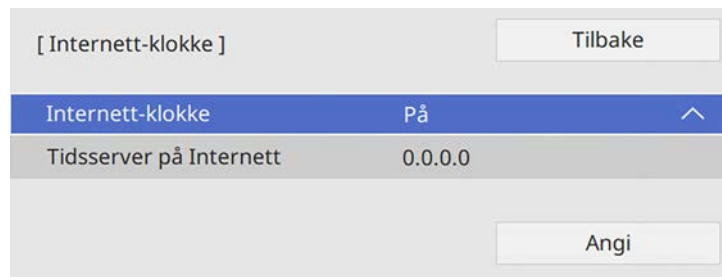 [ Internett-klokke ] Tilbake
Internett-klokke På
Tidsserver på Internett 0.0.0.0
Angi